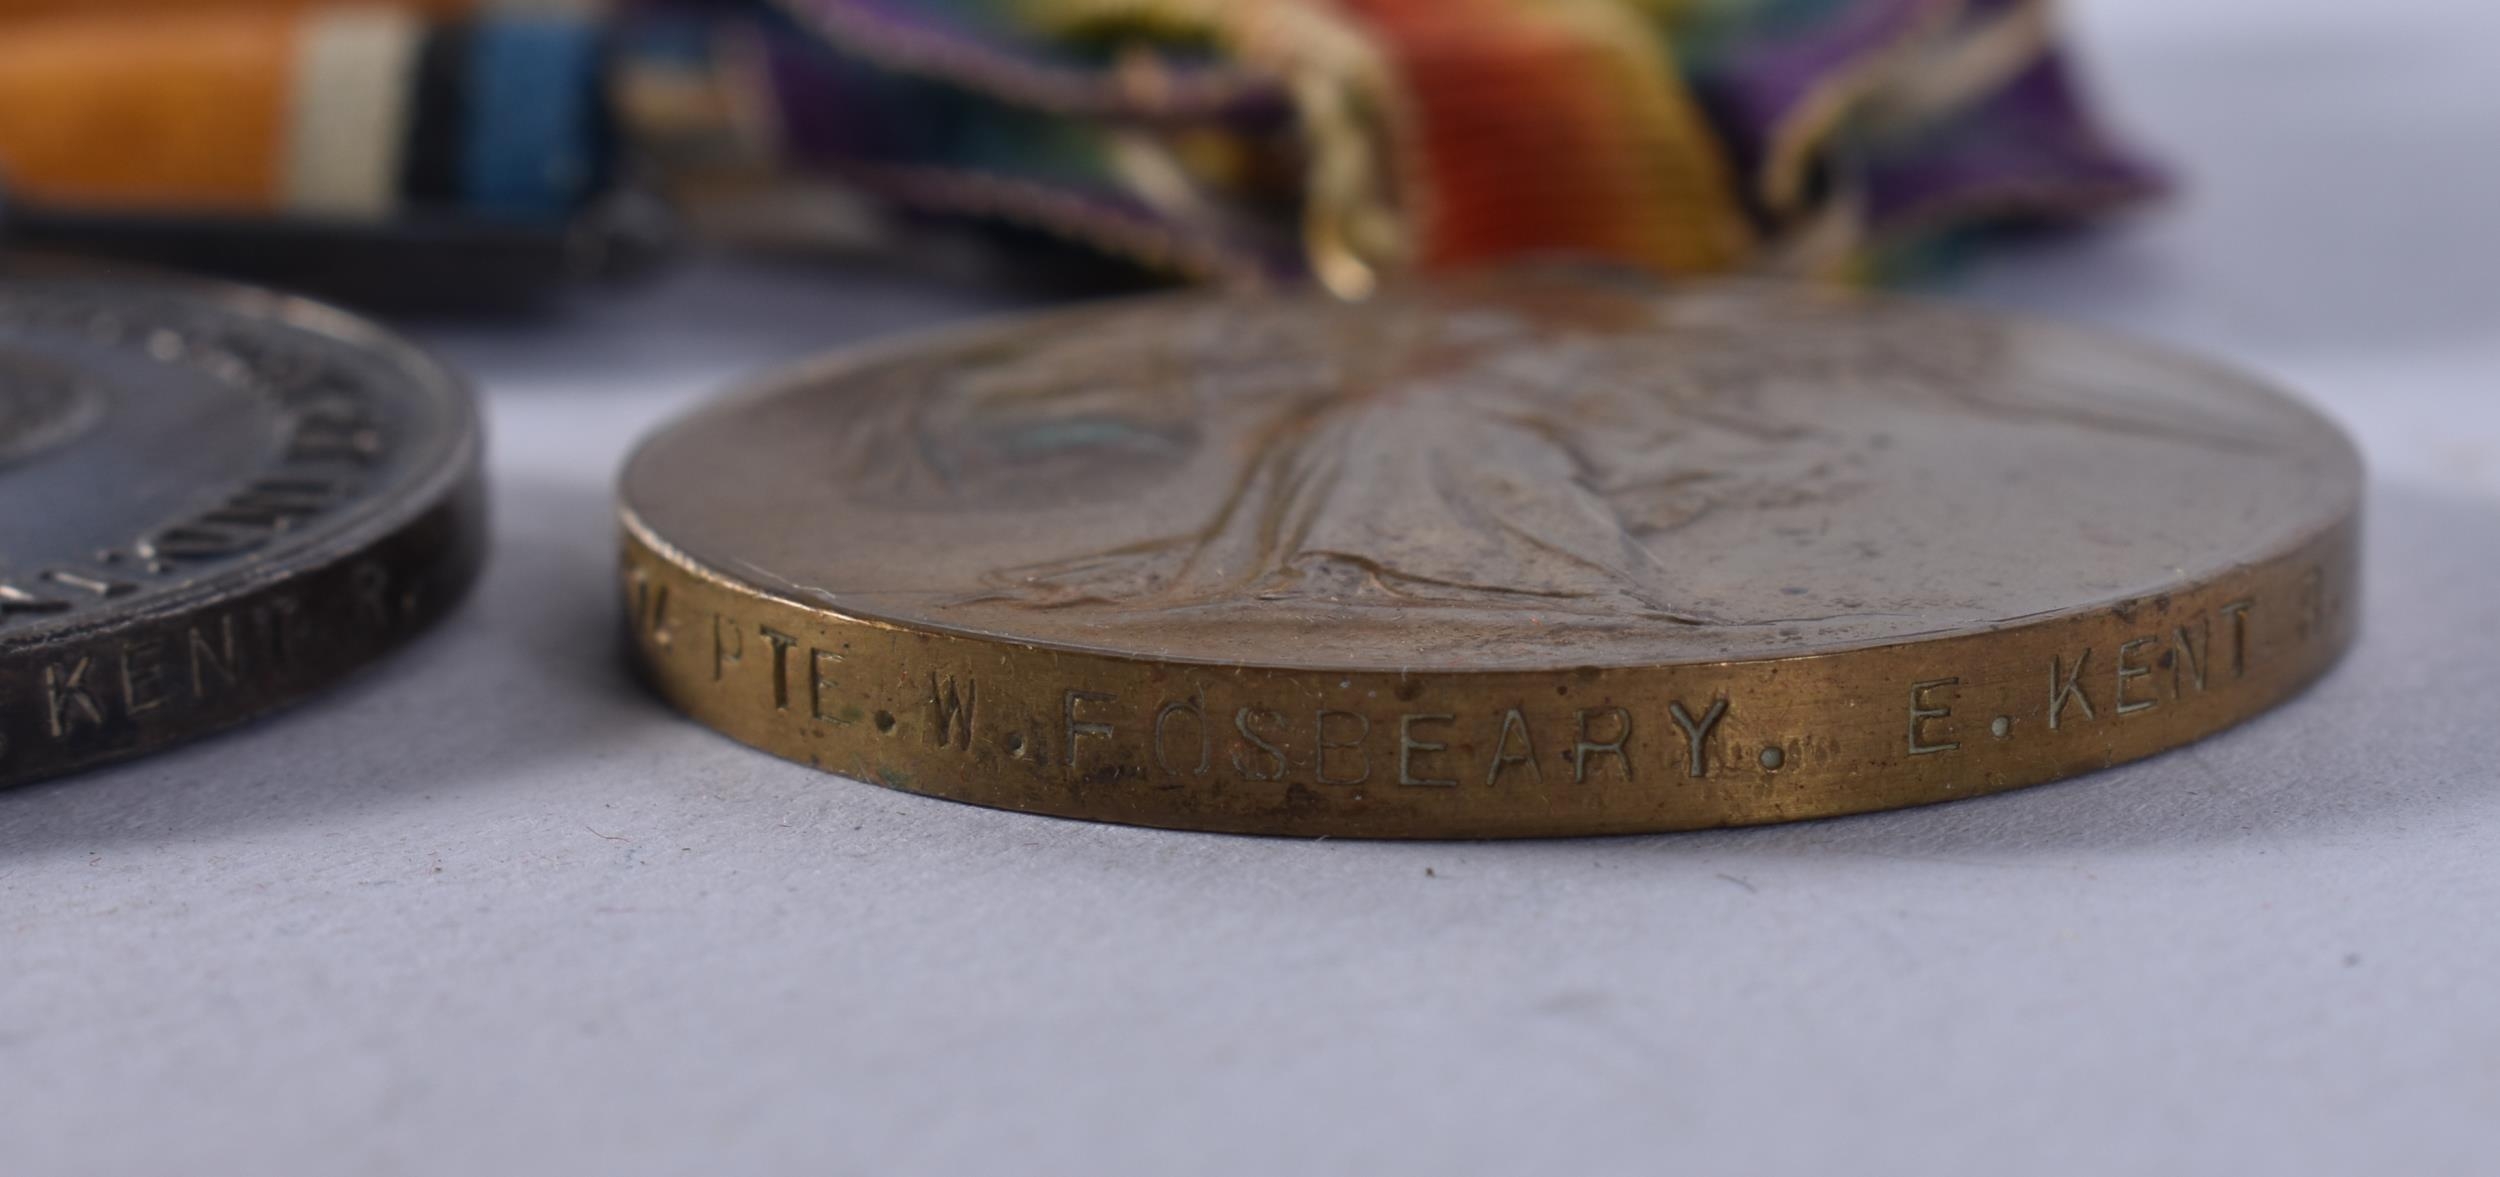 KENT R.
PTE. W. FOSBEARY. E. KENT R.